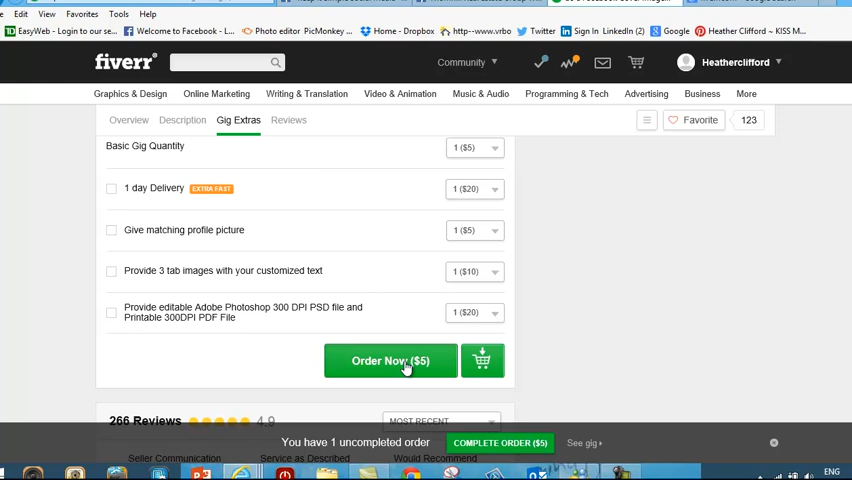 Edit View Favorites Tools Help
EasyWeb - Login to our se... Welcome to Facebook - L... Photo editor PicMonkey ... Home - Dropbox http--www.vrbo Twitter Sign In LinkedIn (2) Google Heather Clifford ~ KISS M...
fiverr Community Heatherclifford
Graphics & Design Online Marketing Writing & Translation Video & Animation Music & Audio Programming & Tech Advertising Business More
Overview Description Gig Extras Reviews Favorite 123
Basic Gig Quantity 1 ($5)
1 day Delivery EXTRA FAST 1 ($20)
Give matching profile picture 1 ($5)
Provide 3 tab images with your customized text 1 ($10)
Provide editable Adobe Photoshop 300 DPI PSD file and 1 ($20)
Printable 300DPI PDF File
Order Now ($5)
266 Reviews 4.9 MOST RECENT
You have 1 uncompleted order COMPLETE ORDER ($5) See gig
Seller Communication Service as Described Would Recommend
ENG